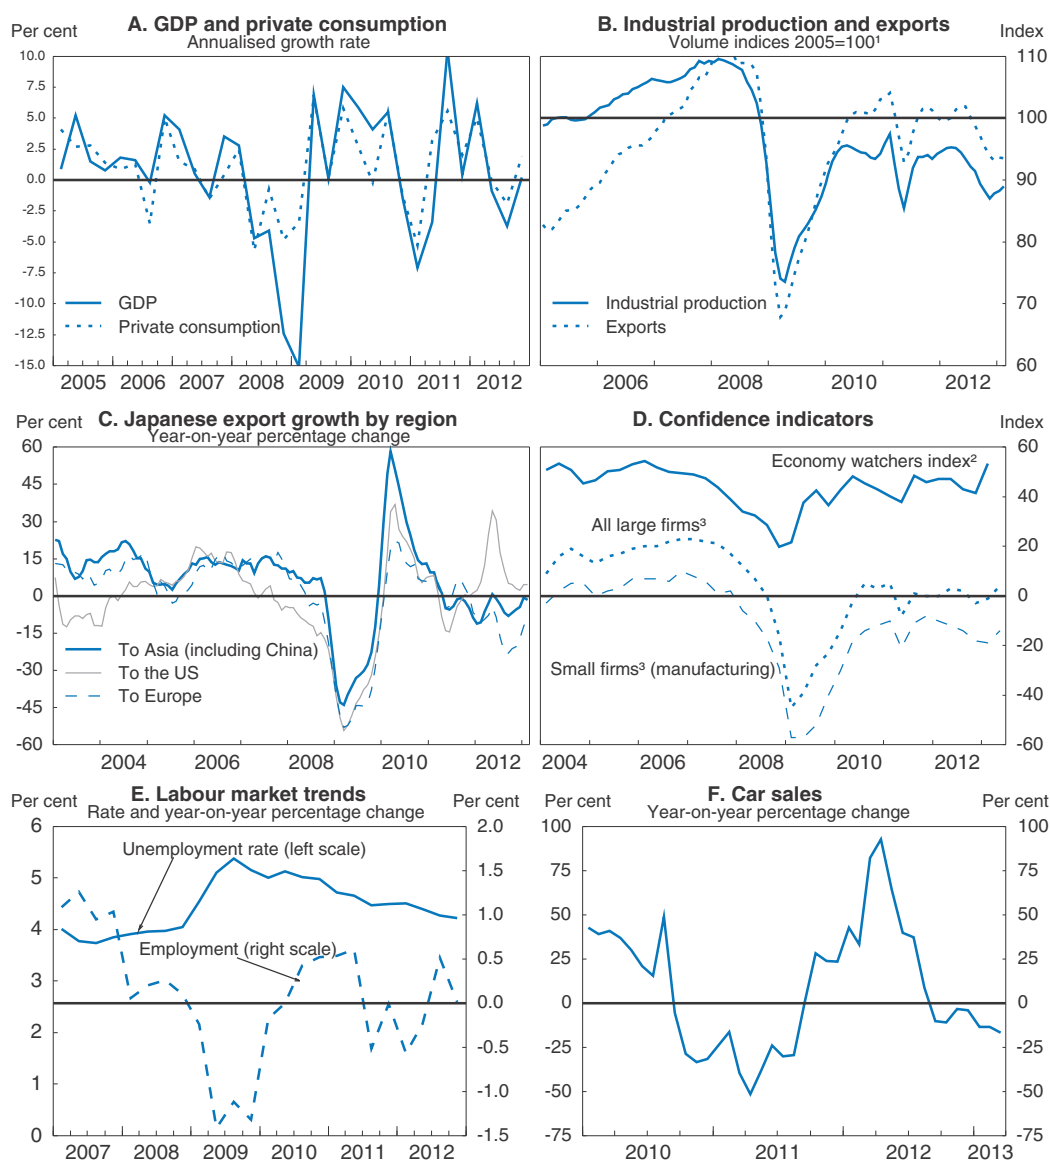 A. GDP and private consumption
Per cent
Annualised growth rate
10.0
7.5
5.0
2.5
0.0
-2.5
-5.0
-7.5
-10.0
-12.5
-15.0
GDP
Private consumption
2005 2006 2007 2008 2009 2010 2011 2012
B. Industrial production and exports
Index
Volume indices 2005=100¹
110
100
90
80
70
60
Industrial production
Exports
2006 2008 2010 2012
C. Japanese export growth by region
Per cent
Year-on-year percentage change
60
45
30
15
0
-15
-30
-45
-60
To Asia (including China)
To the US
To Europe
2004 2006 2008 2010 2012
D. Confidence indicators
Index
60
40
20
0
-20
-40
-60
Economy watchers index²
All large firms³
Small firms³ (manufacturing)
2004 2006 2008 2010 2012
E. Labour market trends
Per cent Per cent
Rate and year-on-year percentage change
6
5
4
3
2
1
0
2.0
1.5
1.0
0.5
0.0
-0.5
-1.0
-1.5
Unemployment rate (left scale)
Employment (right scale)
2007 2008 2009 2010 2011 2012
F. Car sales
Per cent Per cent
Year-on-year percentage change
100
75
50
25
0
-25
-50
-75
100
75
50
25
0
-25
-50
-75
2010 2011 2012 2013